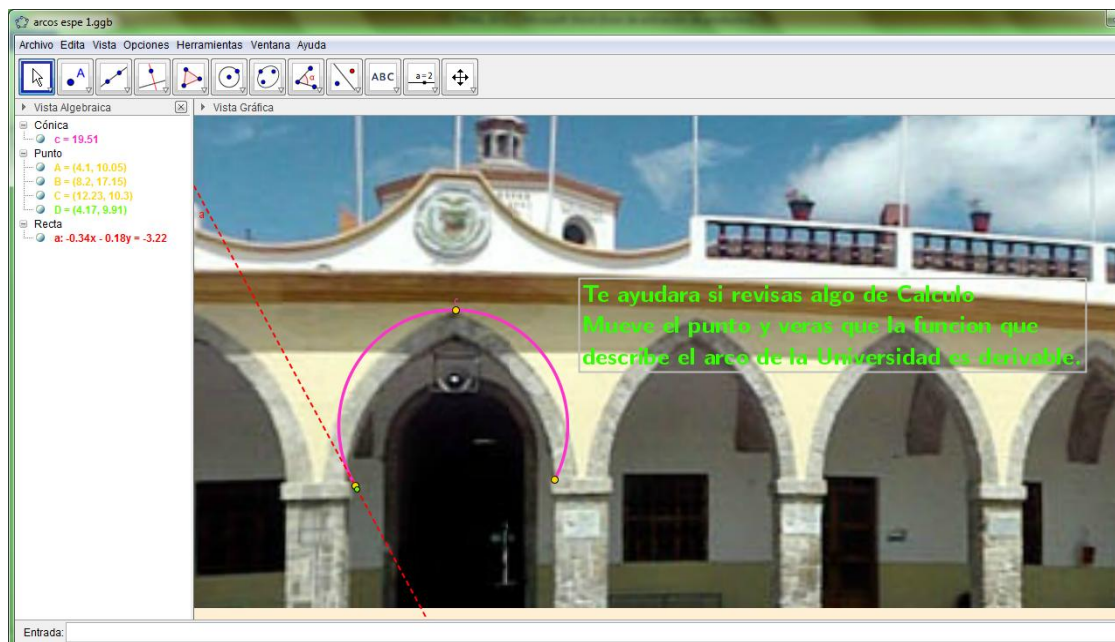 arcos espe 1.ggb
Archivo Edita Vista Opciones Herramientas Ventana Ayuda
A
α
ABC
a=2
Vista Algebraica
Vista Gráfica
Cónica
c = 19.51
Punto
A = (4.1, 10.05)
B = (8.2, 17.15)
C = (12.23, 10.3)
D = (4.17, 9.91)
Recta
a: -0.34x - 0.18y = -3.22
a
c
Te ayudara si revisas algo de Calculo
Mueve el punto y veras que la funcion que
describe el arco de la Universidad es derivable.
Entrada: